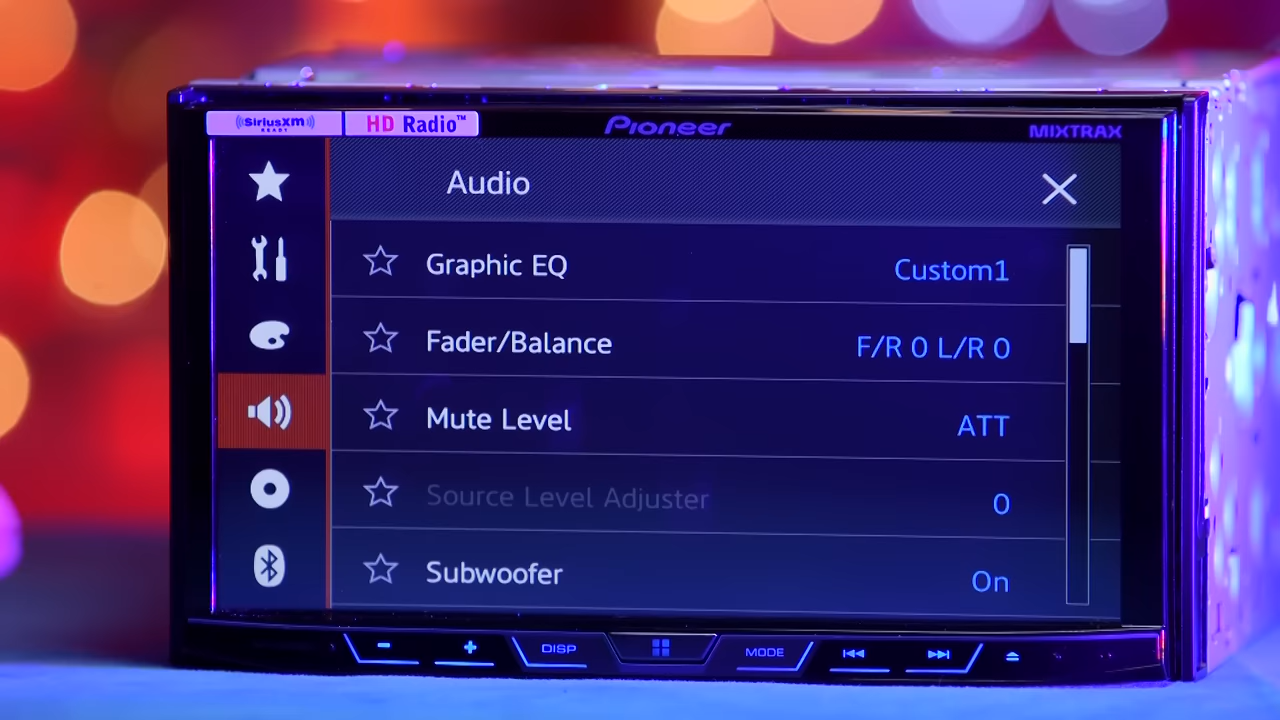 SiriusXM READY HD Radio™ Pioneer MIXTRAX
Audio
Graphic EQ Custom1
Fader/Balance F/R 0 L/R 0
Mute Level ATT
Source Level Adjuster 0
Subwoofer On
- + DISP MODE